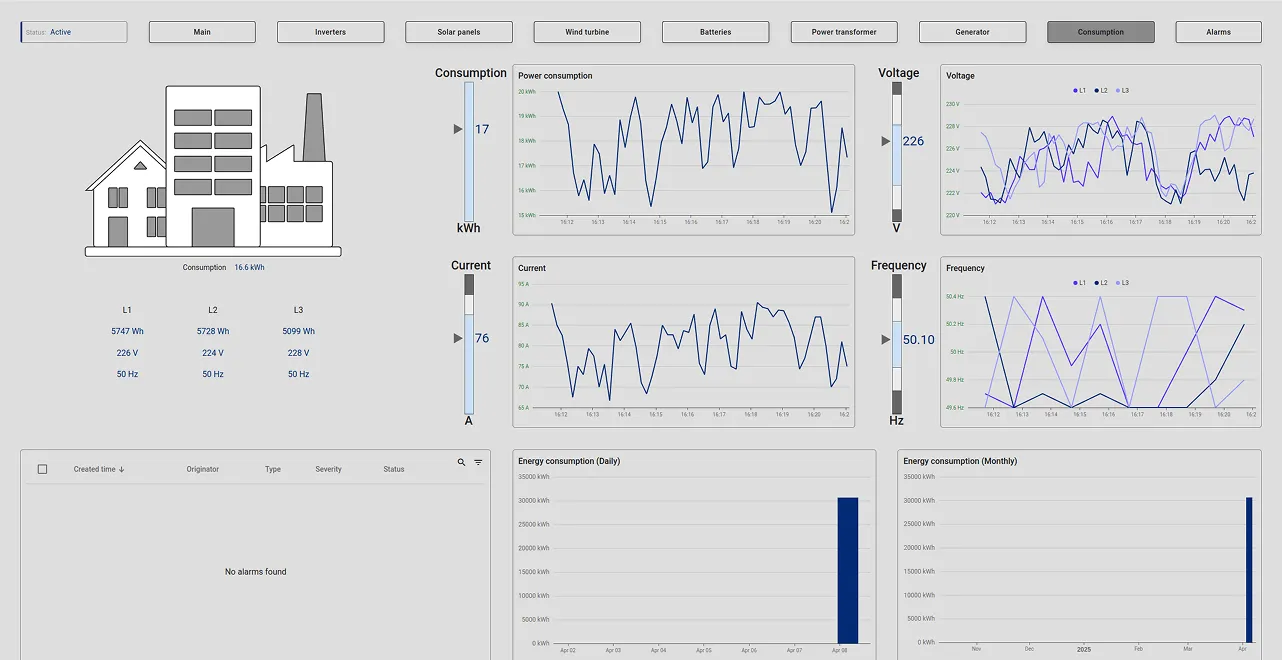 Status: Active
Main
Inverters
Solar panels
Wind turbine
Batteries
Power transformer
Generator
Consumption
Alarms
Consumption 16.6 kWh
L1 L2 L3
5747 Wh 5728 Wh 5099 Wh
226 V 224 V 228 V
50 Hz 50 Hz 50 Hz
Consumption
17
kWh
Power consumption
20 kWh
19 kWh
18 kWh
17 kWh
16 kWh
15 kWh
16:12 16:13 16:14 16:15 16:16 16:17 16:18 16:19 16:20 16:2
Voltage
226
V
Voltage
L1 L2 L3
230 V
228 V
226 V
224 V
222 V
220 V
16:12 16:13 16:14 16:15 16:16 16:17 16:18 16:19 16:20 16:2
Current
76
A
Current
95 A
90 A
85 A
80 A
75 A
70 A
65 A
16:12 16:13 16:14 16:15 16:16 16:17 16:18 16:19 16:20 16:2
Frequency
50.10
Hz
Frequency
L1 L2 L3
50.4 Hz
50.2 Hz
50 Hz
49.8 Hz
49.6 Hz
16:12 16:13 16:14 16:15 16:16 16:17 16:18 16:19 16:20 16:2
Created time ↓ Originator Type Severity Status
No alarms found
Energy consumption (Daily)
35000 kWh
30000 kWh
25000 kWh
20000 kWh
15000 kWh
10000 kWh
5000 kWh
0 kWh
Apr 02 Apr 03 Apr 04 Apr 05 Apr 06 Apr 07 Apr 08
Energy consumption (Monthly)
35000 kWh
30000 kWh
25000 kWh
20000 kWh
15000 kWh
10000 kWh
5000 kWh
0 kWh
Nov Dec 2025 Feb Mar Apr